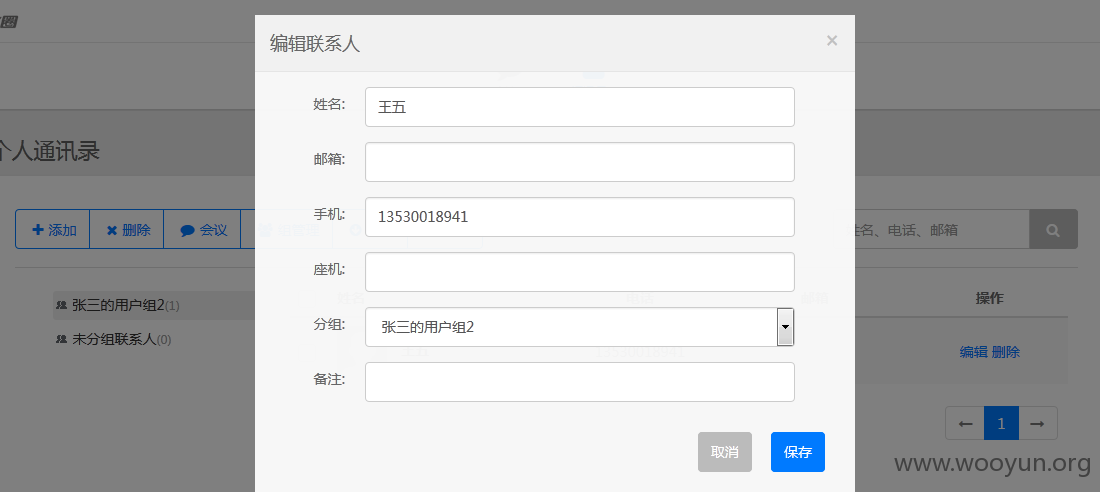 圈
编辑联系人 ×
姓名: 王五
邮箱:
个人通讯录
手机: 13530018941
添加 删除 会议
姓名、电话、邮箱
座机:
张三的用户组2(1)
操作
分组: 张三的用户组2
未分组联系人(0)
编辑 删除
备注:
← 1 →
取消 保存
www.wooyun.org